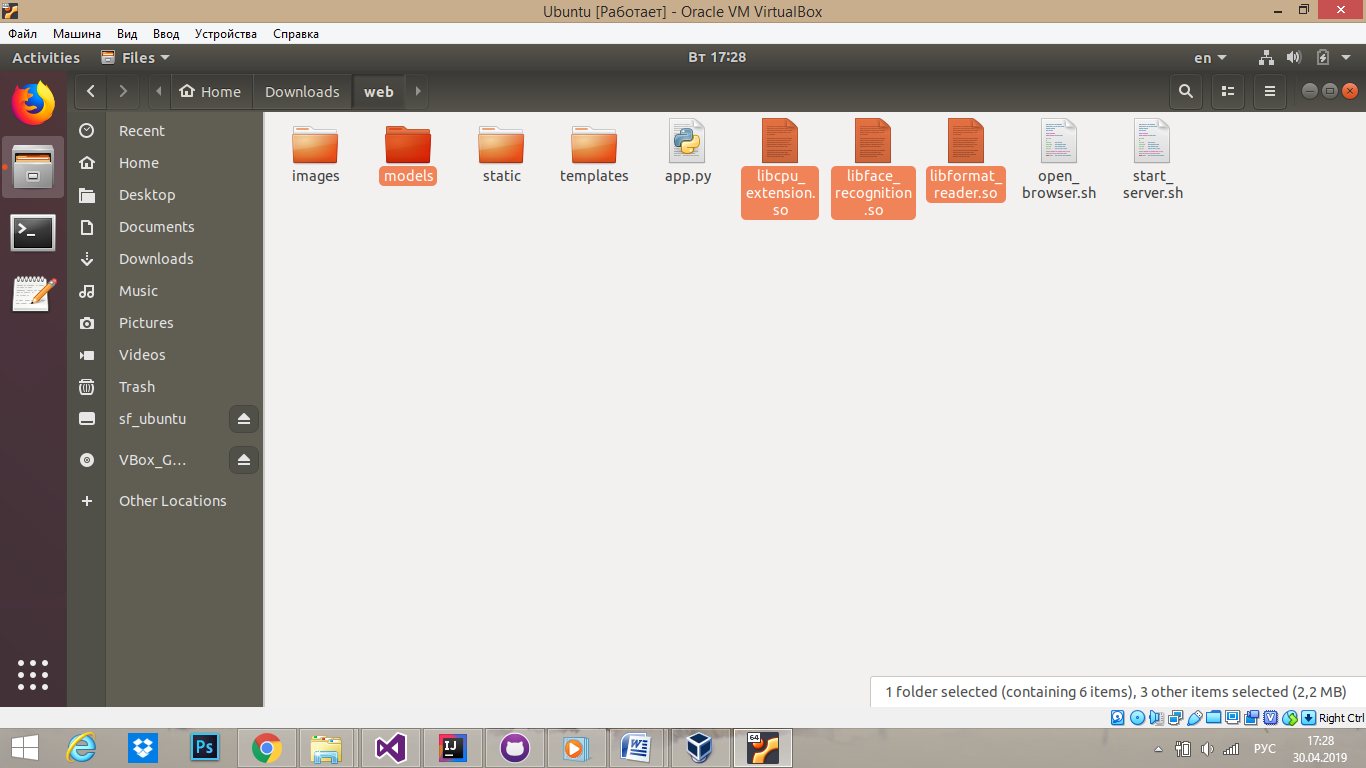 Ubuntu [Работает] - Oracle VM VirtualBox
Файл Машина Вид Ввод Устройства Справка
Activities Files Вт 17:28 en
Home Downloads web
Recent
Home
Desktop
Documents
Downloads
Music
Pictures
Videos
Trash
sf_ubuntu
VBox_G...
Other Locations
images
models
static
templates
app.py
libcpu_
extension.
so
libface_
recognition
.so
libformat_
reader.so
open_
browser.sh
start_
server.sh
1 folder selected (containing 6 items), 3 other items selected (2,2 MB)
Right Ctrl
Ps
IJ
64
РУС
17:28
30.04.2019